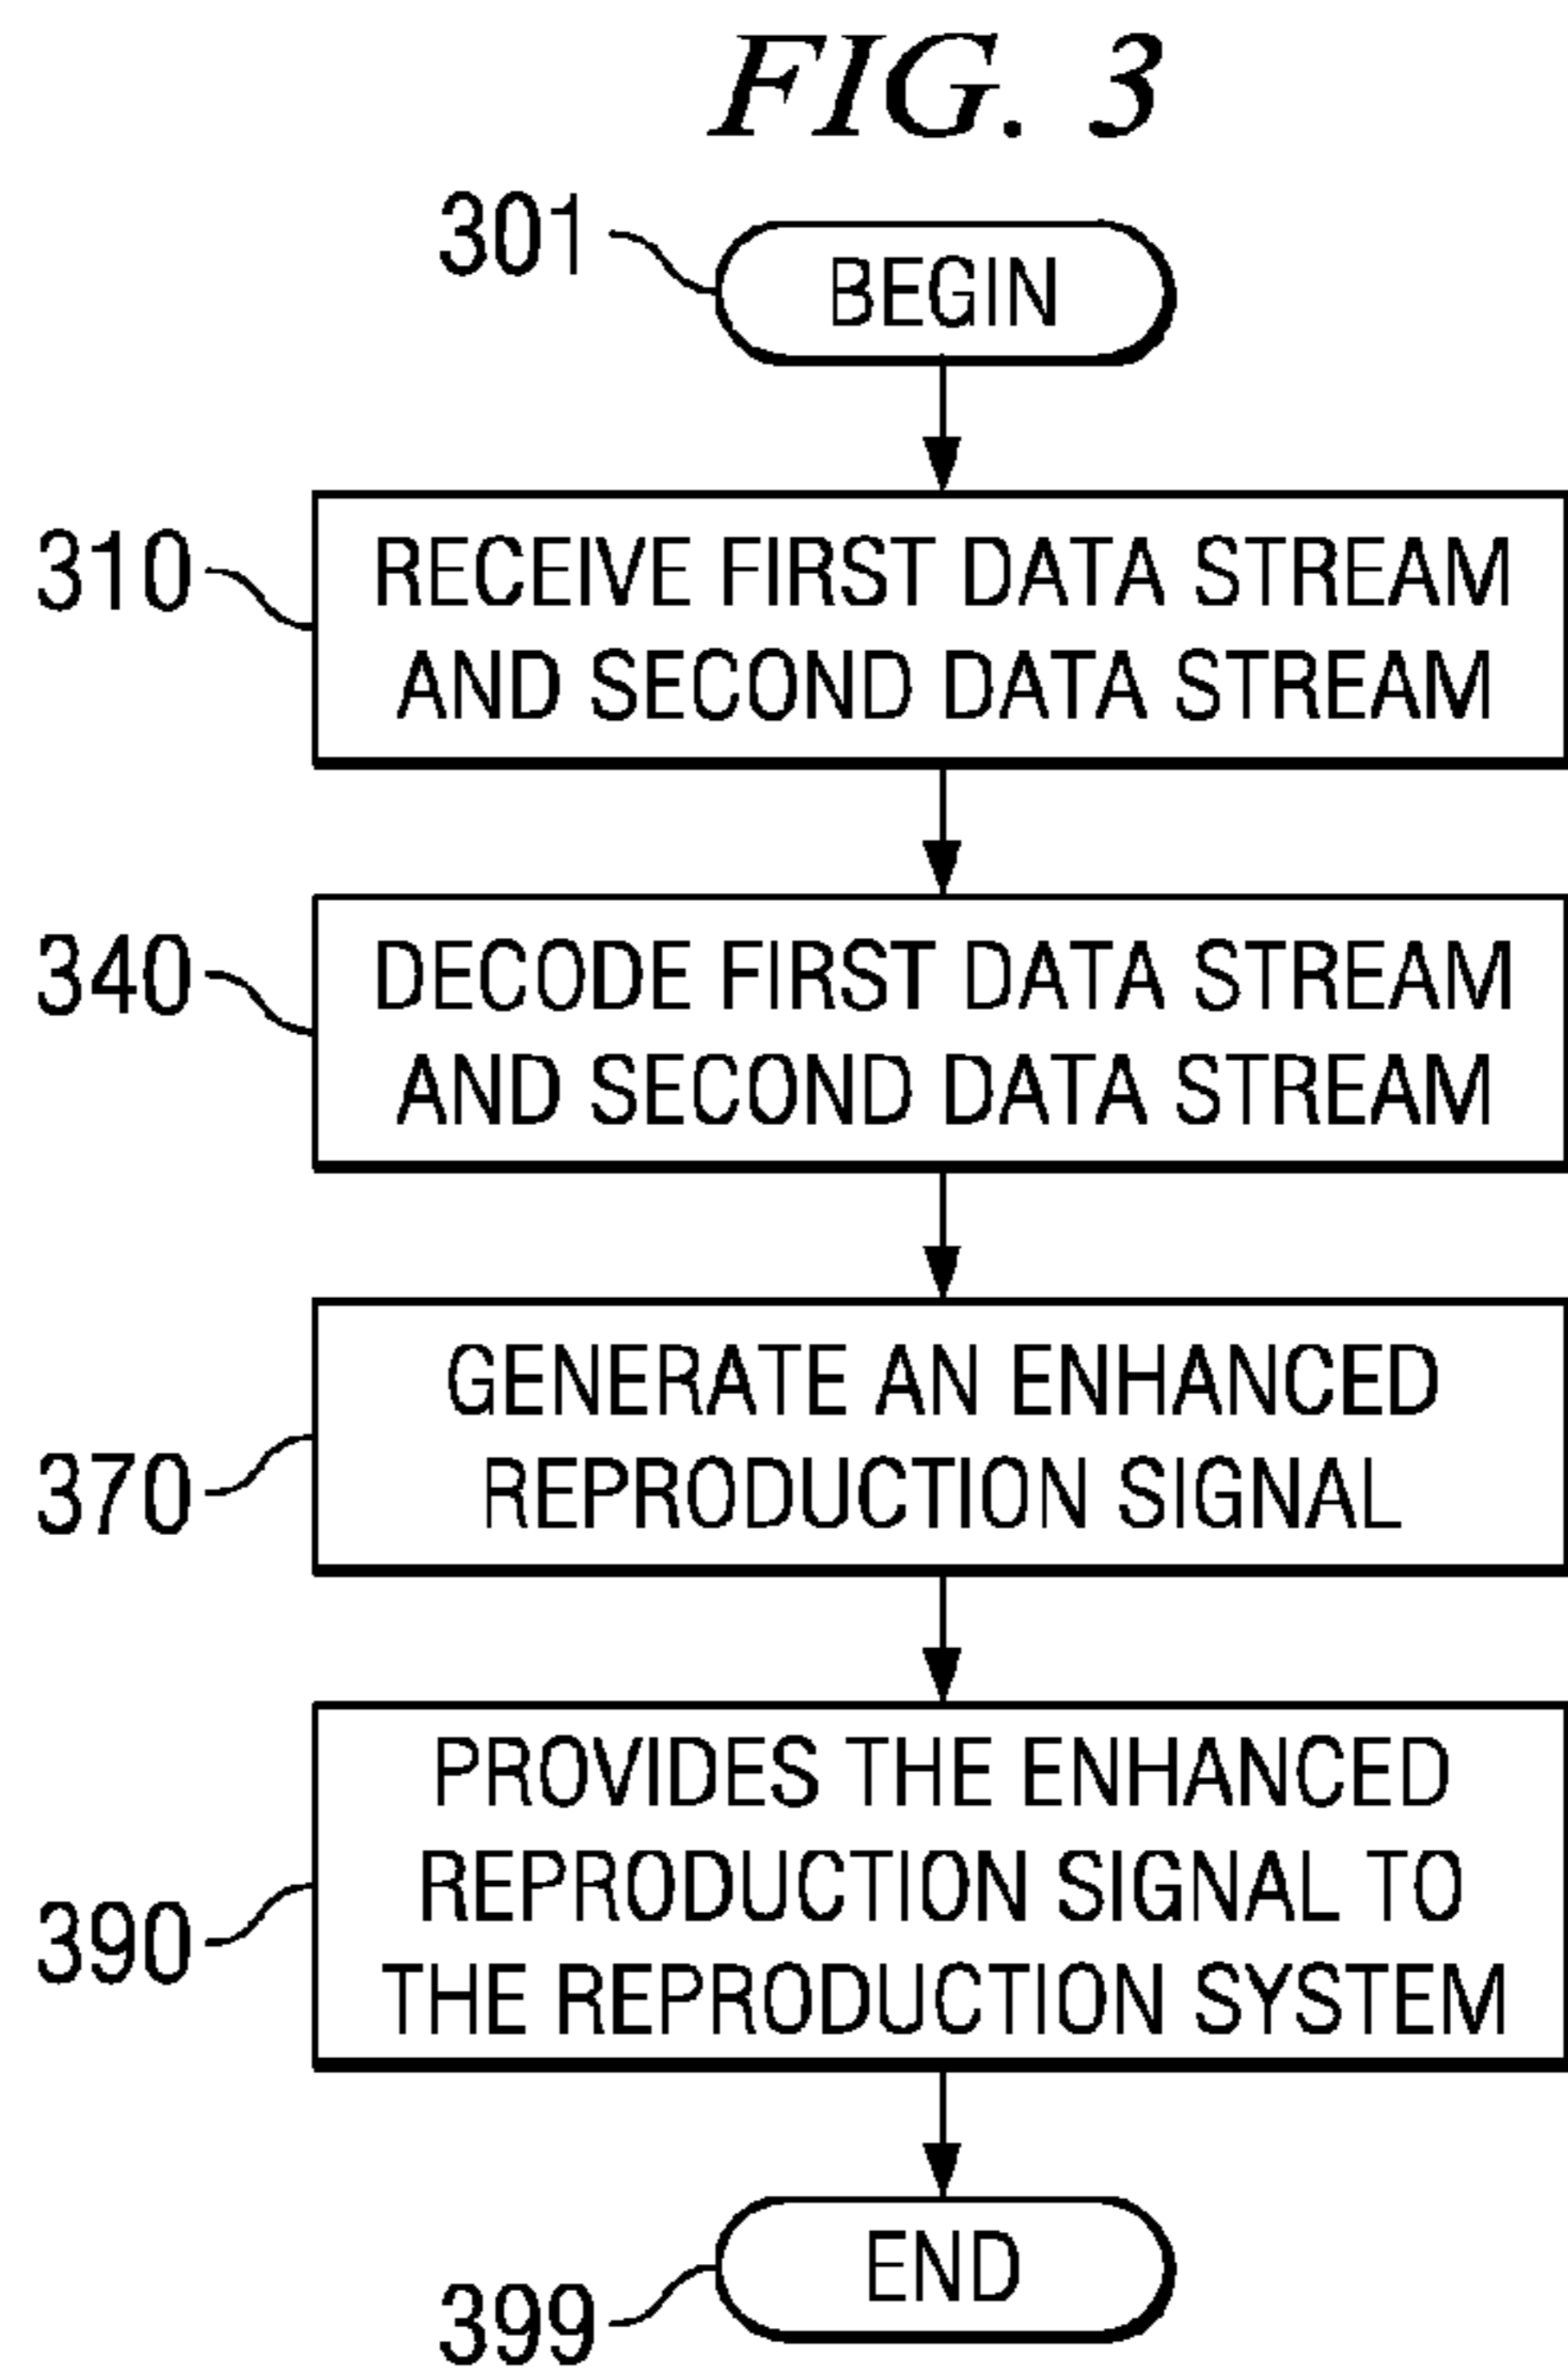 FIG. 3
301
BEGIN
310
RECEIVE FIRST DATA STREAM
AND SECOND DATA STREAM
340
DECODE FIRST DATA STREAM
AND SECOND DATA STREAM
370
GENERATE AN ENHANCED
REPRODUCTION SIGNAL
390
PROVIDES THE ENHANCED
REPRODUCTION SIGNAL TO
THE REPRODUCTION SYSTEM
399
END